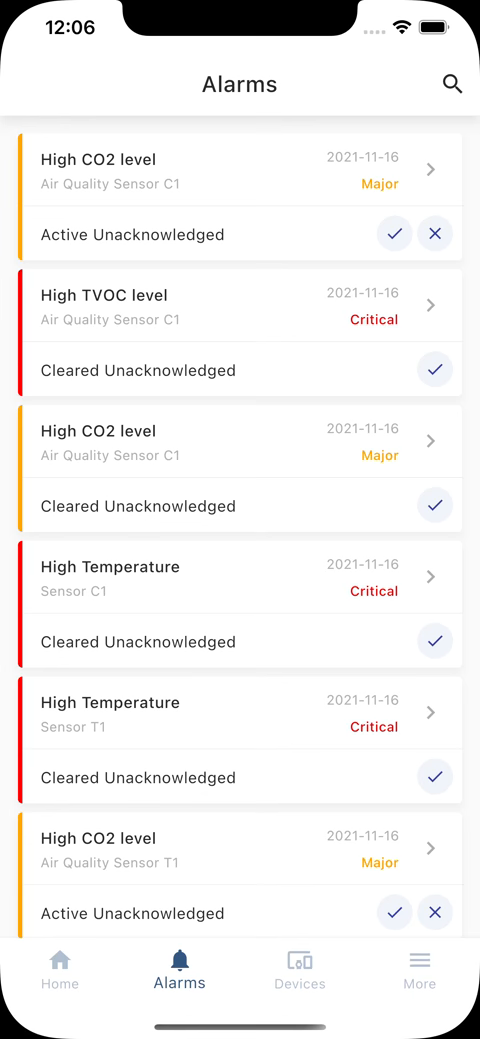 12:06
Alarms
High CO2 level 2021-11-16
Air Quality Sensor C1 Major
Active Unacknowledged
High TVOC level 2021-11-16
Air Quality Sensor C1 Critical
Cleared Unacknowledged
High CO2 level 2021-11-16
Air Quality Sensor C1 Major
Cleared Unacknowledged
High Temperature 2021-11-16
Sensor C1 Critical
Cleared Unacknowledged
High Temperature 2021-11-16
Sensor T1 Critical
Cleared Unacknowledged
High CO2 level 2021-11-16
Air Quality Sensor T1 Major
Active Unacknowledged
Home Alarms Devices More